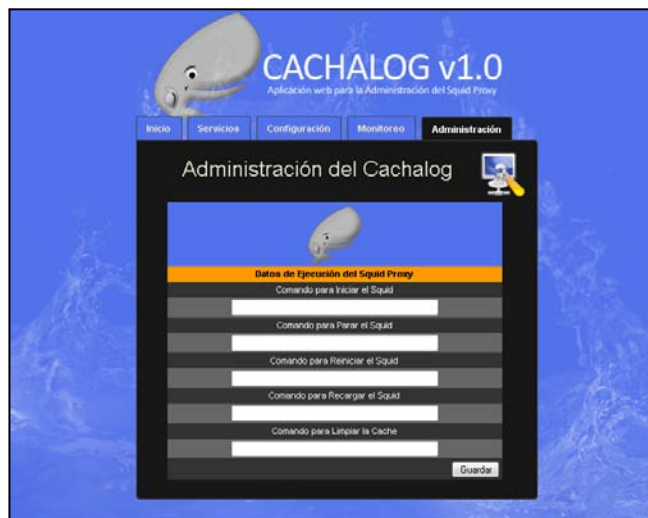 CACHALOG v1.0
Aplicación web para la Administración del Squid Proxy
Inicio Servicios Configuración Monitoreo Administración
Administración del Cachalog
Datos de Ejecución del Squid Proxy
Comando para Iniciar el Squid
Comando para Parar el Squid
Comando para Reiniciar el Squid
Comando para Recargar el Squid
Comando para Limpiar la Cache
Guardar